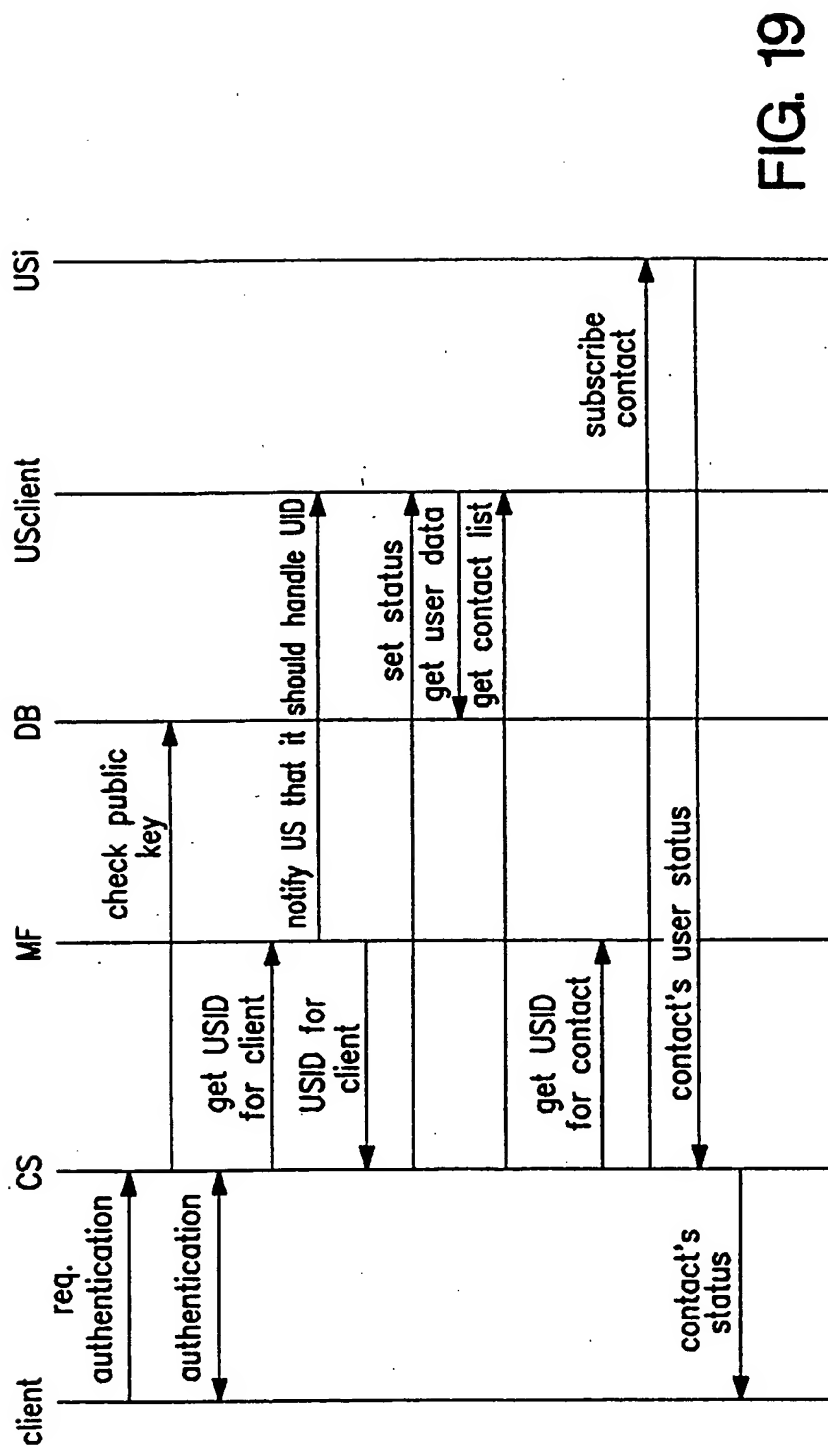 client
CS
MF
DB
USclient
USi
req.
authentication
check public
key
authentication
get USID
for client
notify US that it should handle UID
USID for
client
set status
get user data
get contact list
get USID
for contact
subscribe
contact
contact's user status
contact's
status
FIG. 19